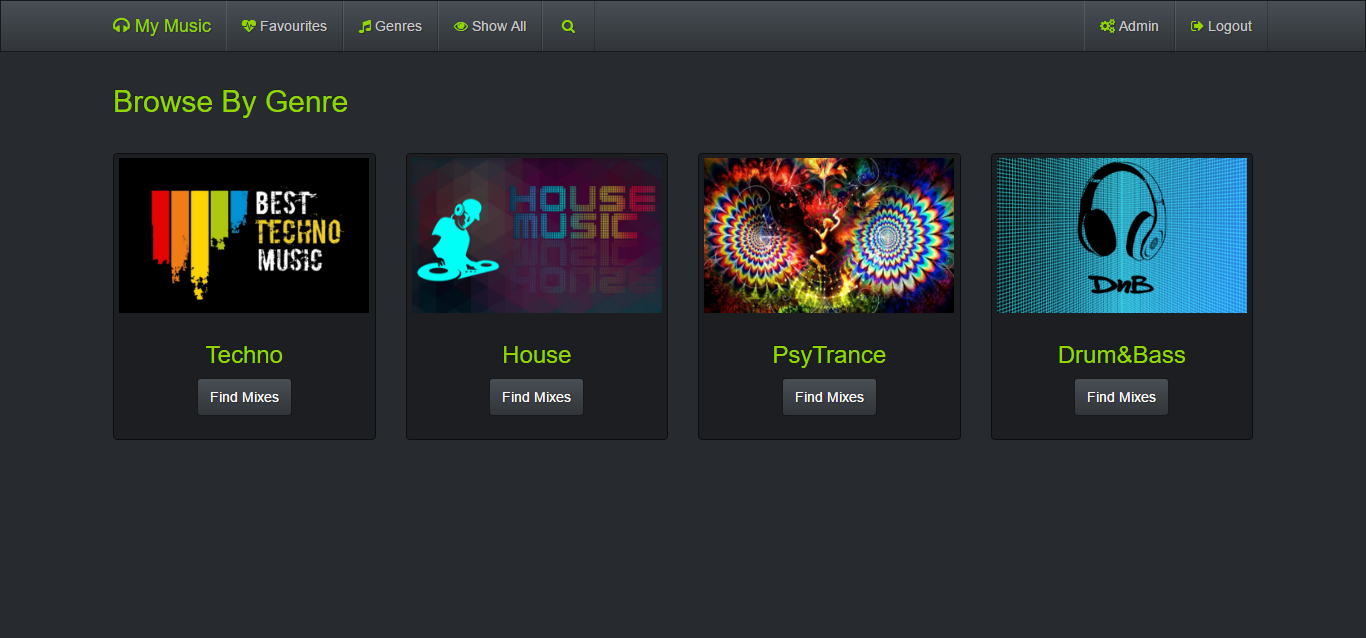 My Music Favourites Genres Show All Admin Logout
Browse By Genre
BEST
TECHNO
MUSIC
HOUSE
MUSIC
DnB
Techno House PsyTrance Drum&Bass
Find Mixes Find Mixes Find Mixes Find Mixes